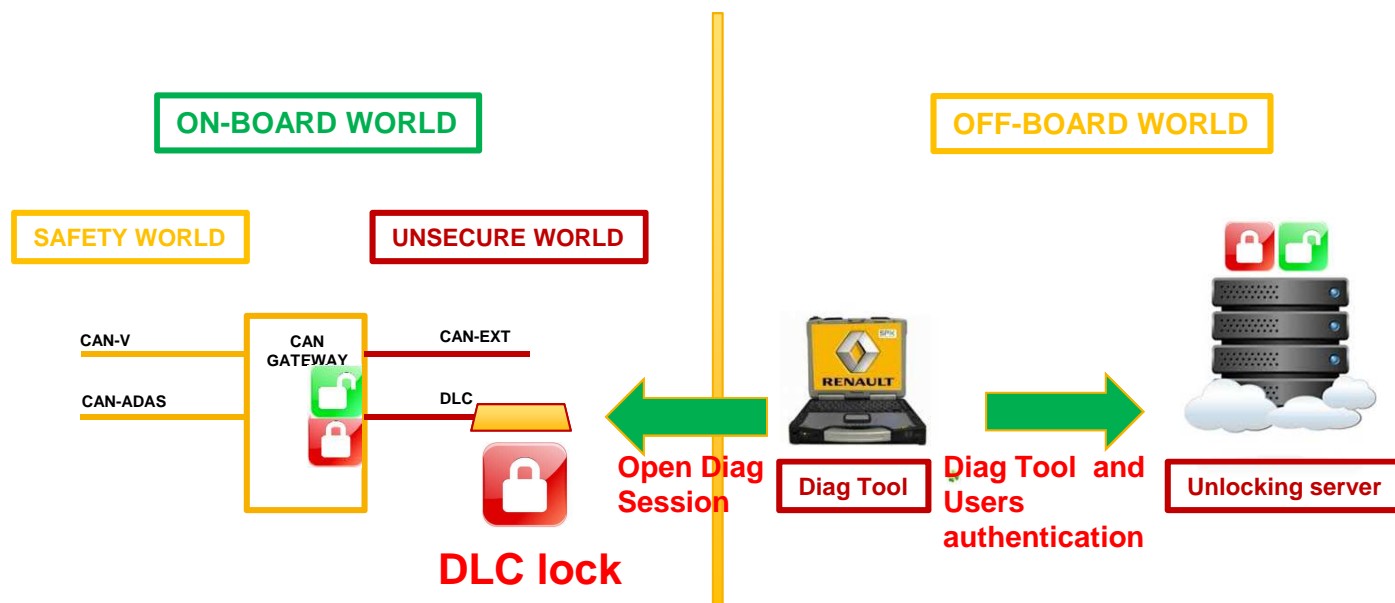 ON-BOARD WORLD
OFF-BOARD WORLD
SAFETY WORLD
UNSECURE WORLD
CAN-V
CAN
GATEWAY
CAN-EXT
CAN-ADAS
DLC
RENAULT
Open Diag
Session
Diag Tool
Diag Tool and
Users
authentication
Unlocking server
DLC lock